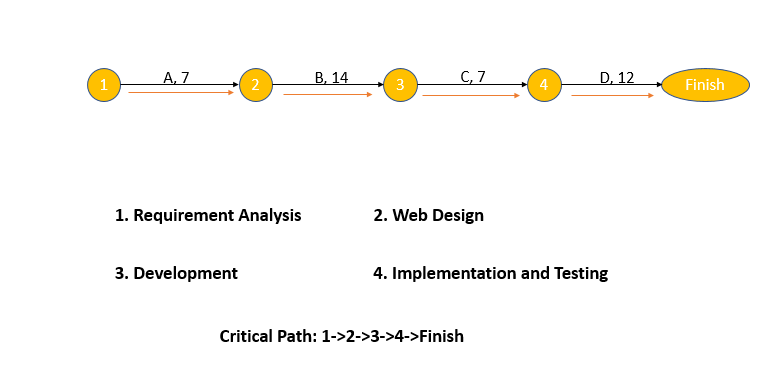 1 A, 7 2 B, 14 3 C, 7 4 D, 12 Finish
1. Requirement Analysis 2. Web Design
3. Development 4. Implementation and Testing
Critical Path: 1->2->3->4->Finish